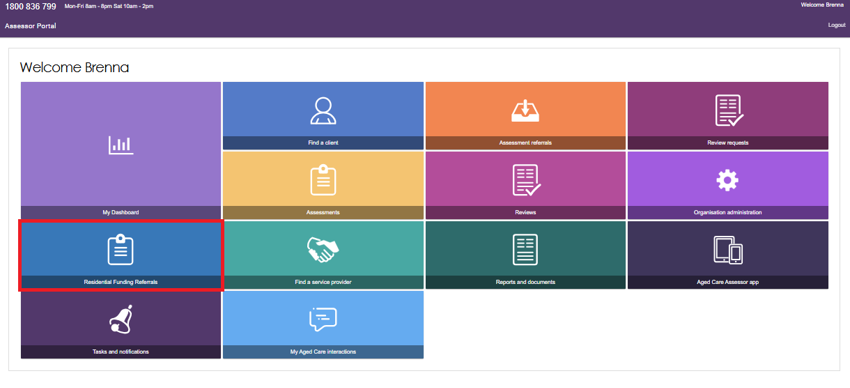 1800 836 799 Mon-Fri 8am - 8pm Sat 10am - 2pm Welcome Brenna
Assessor Portal Logout
Welcome Brenna
Find a client Assessment referrals Review requests
My Dashboard Assessments Reviews Organisation administration
Residential Funding Referrals Find a service provider Reports and documents Aged Care Assessor app
Tasks and notifications My Aged Care interactions